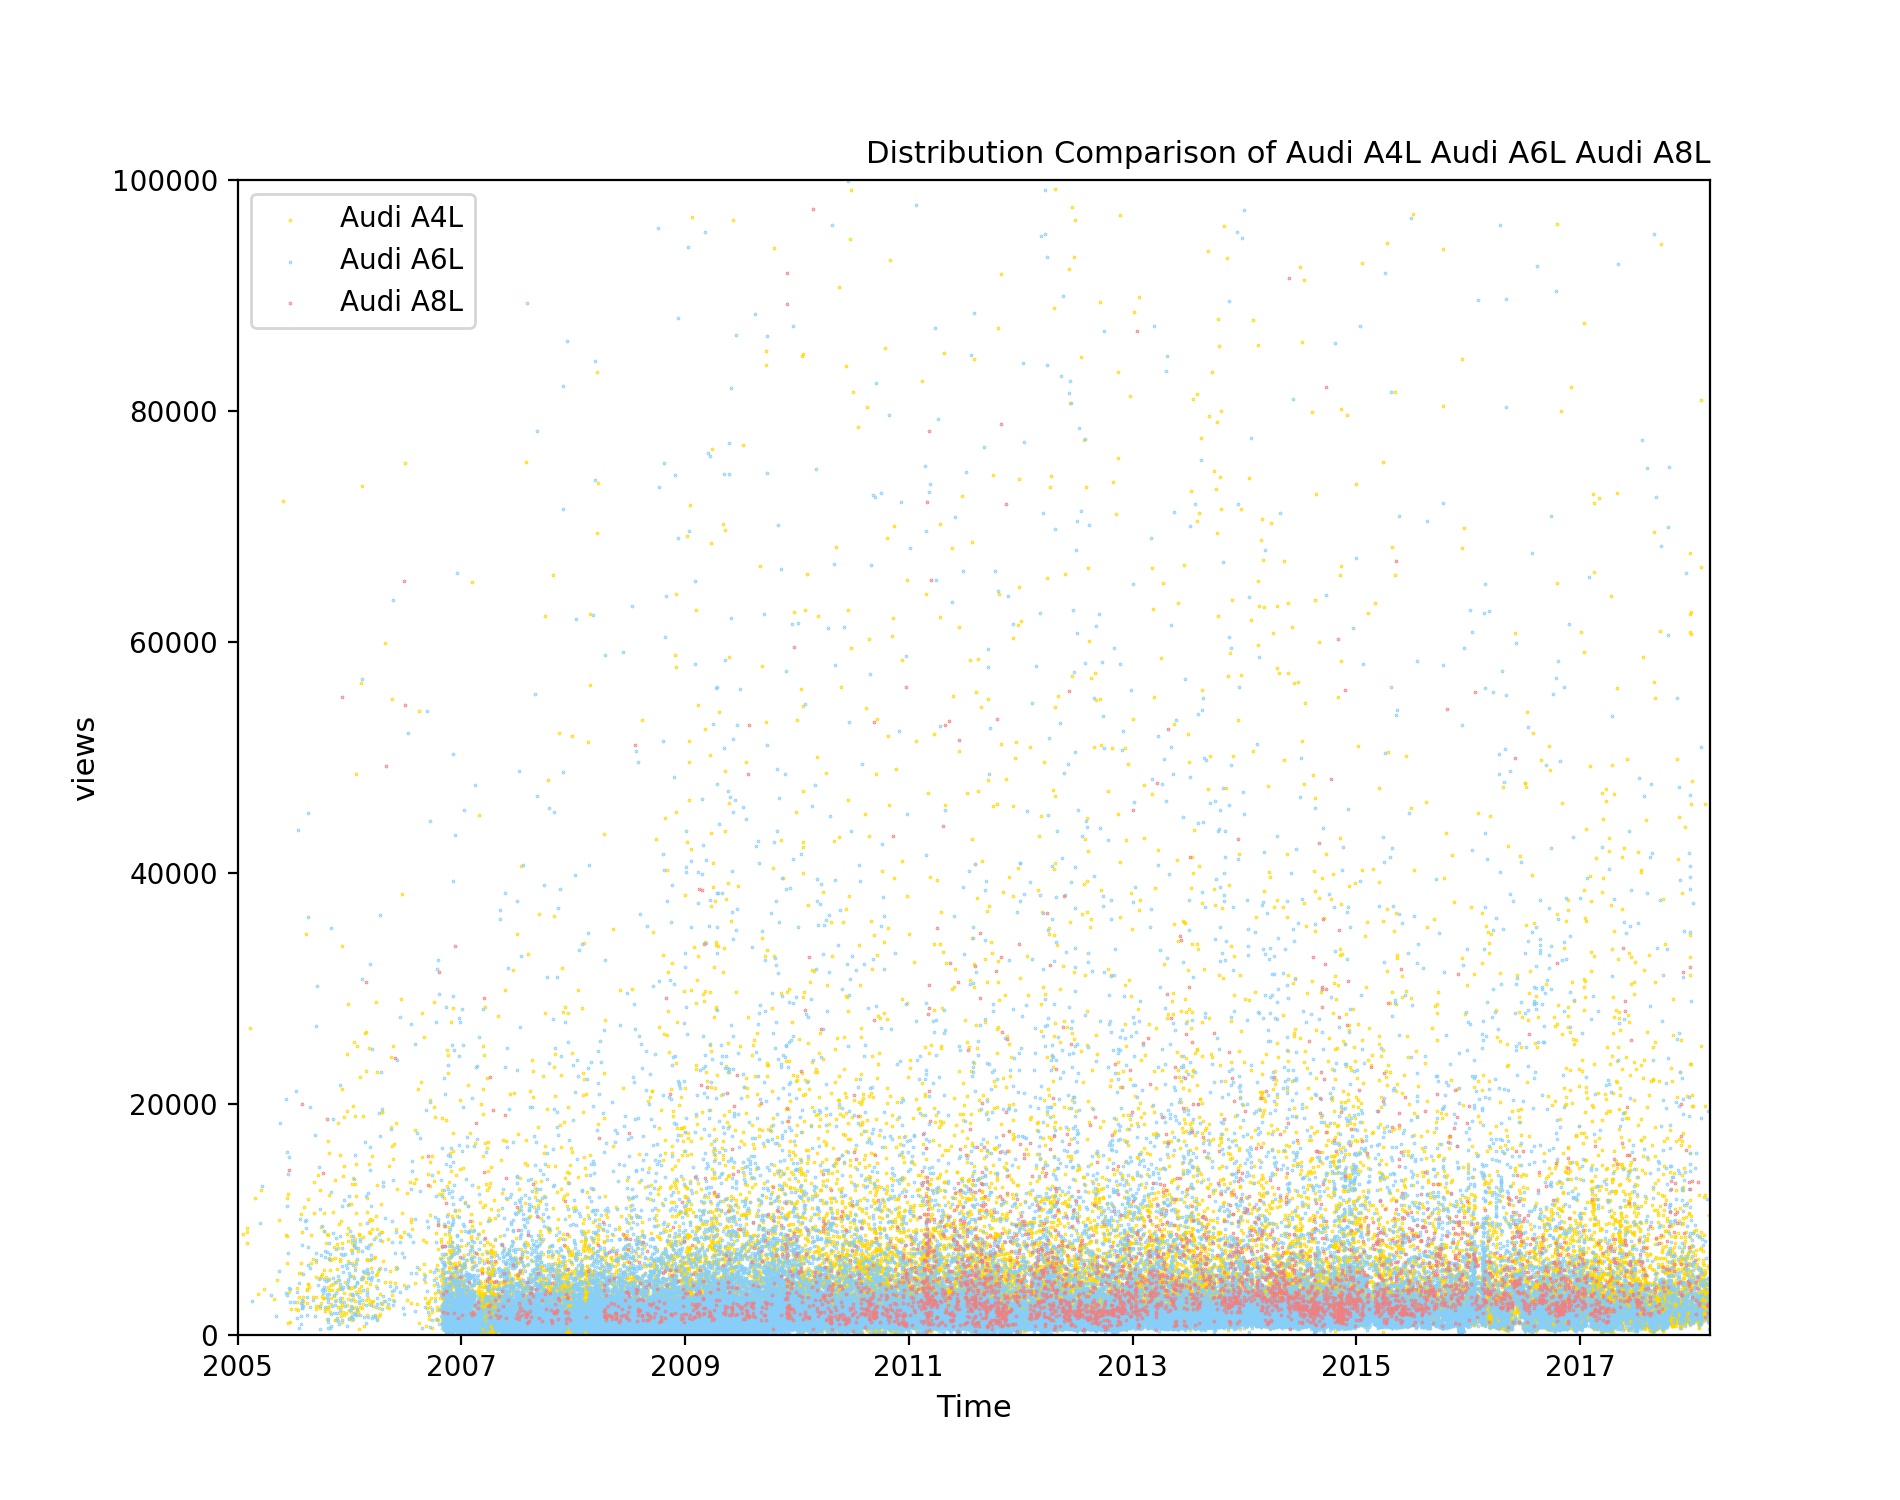 Distribution Comparison of Audi A4L Audi A6L Audi A8L
100000
80000
60000
40000
20000
0
Audi A4L
Audi A6L
Audi A8L
views
2005 2007 2009 2011 2013 2015 2017
Time